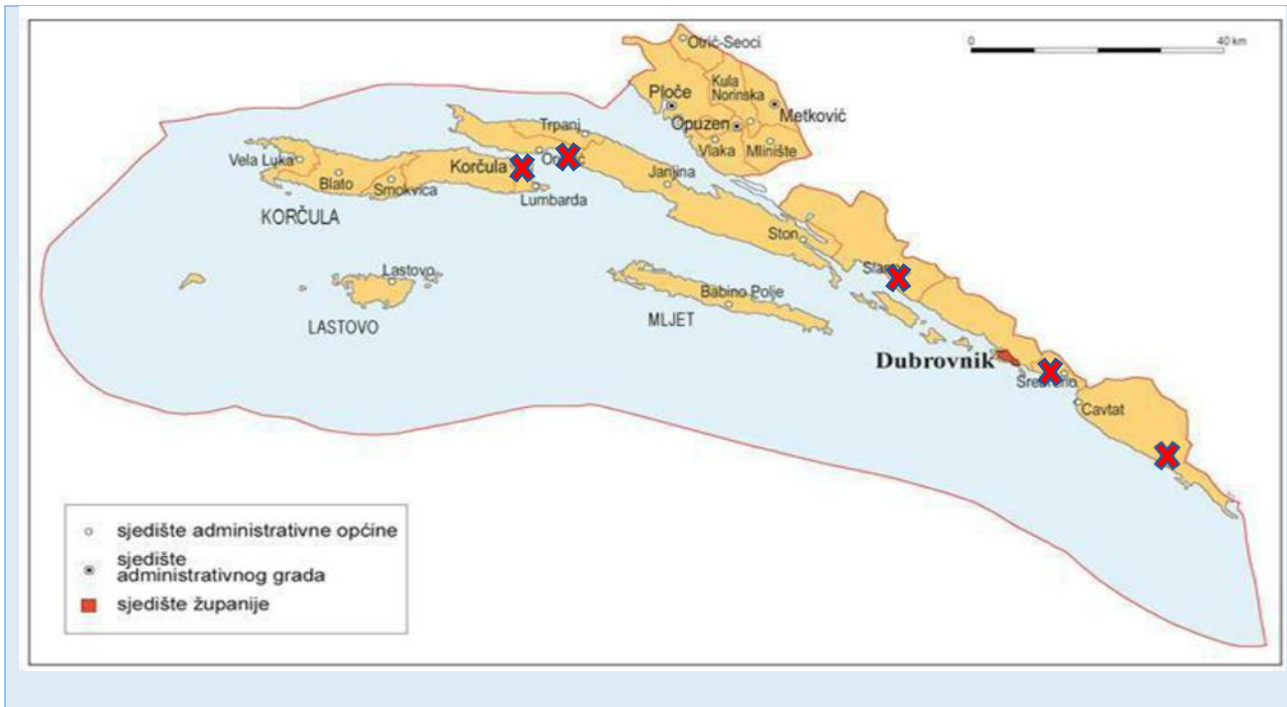 Otrić-Seoci
0 40 km
Kula
Norinska
Ploče
Metković
Opuzen
Vlaka
Mlinište
Trpanj
Vela Luka
Korčula
Janjina
Blato
Smokvica
Lumbarda
KORČULA
Ston
Lastovo
Babino Polje
LASTOVO
MLJET
Dubrovnik
Cavtat
sjedište administrativne općine
sjedište
administrativnog grada
sjedište županije